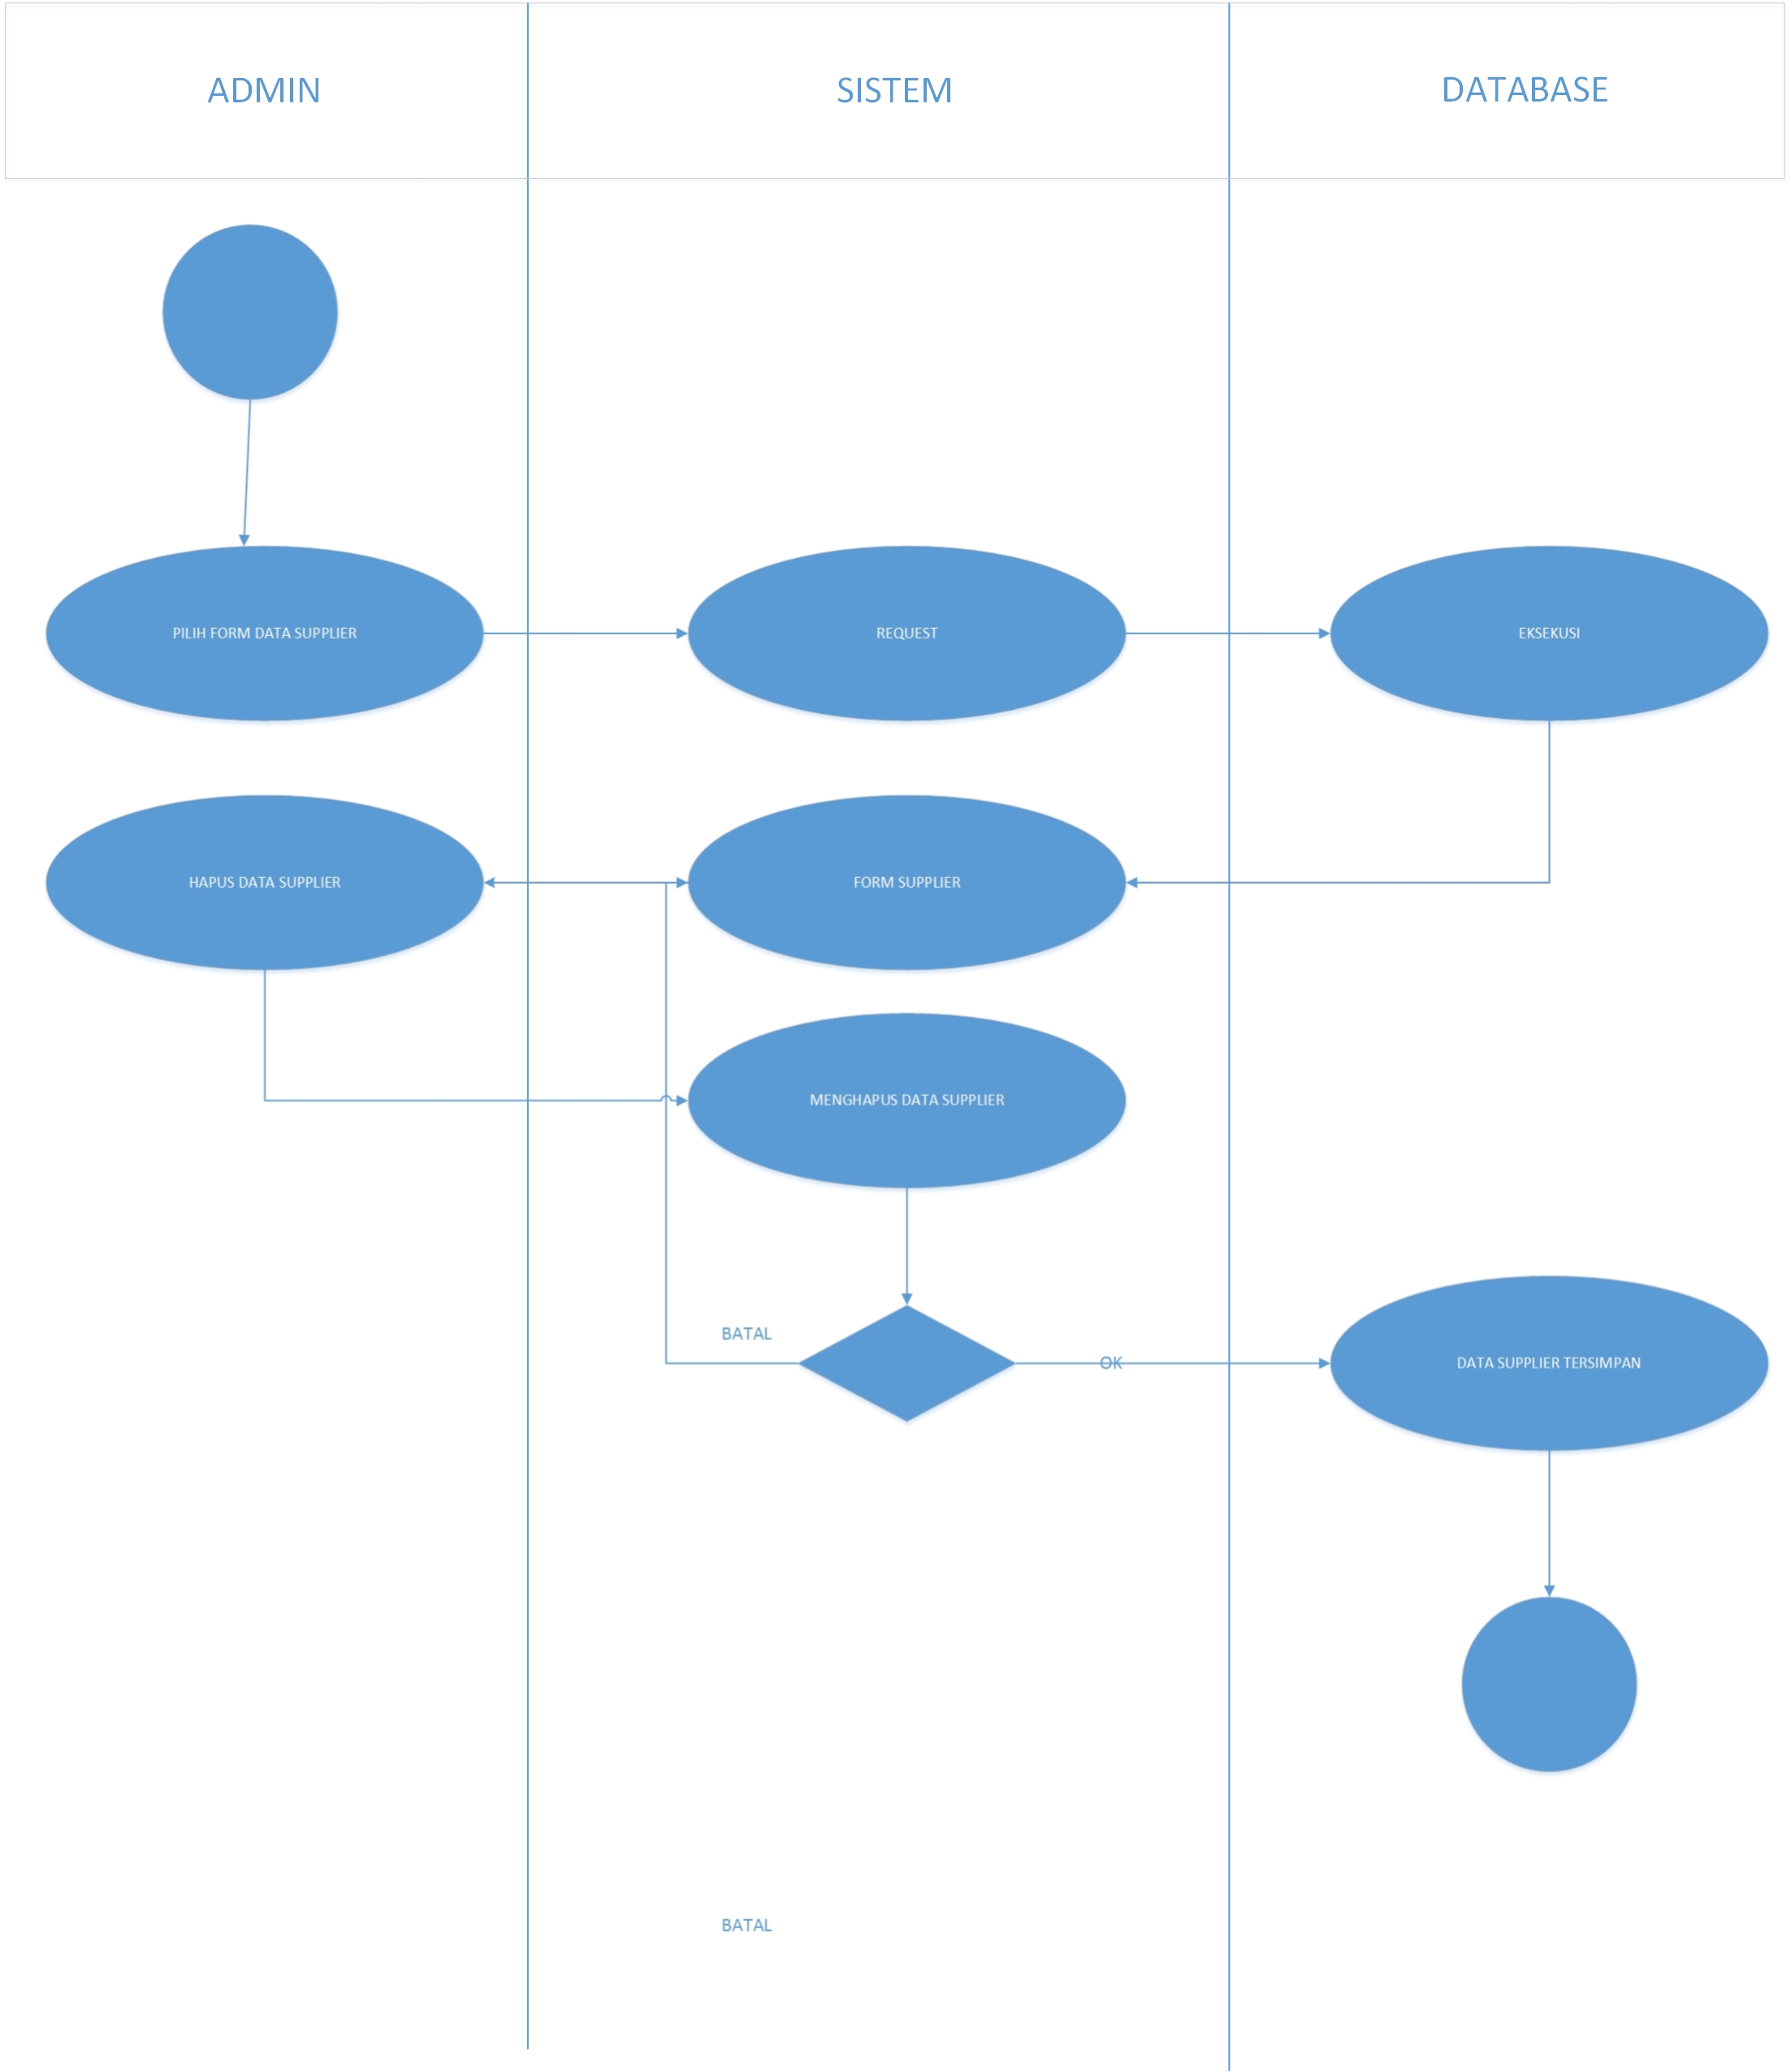 ADMIN
SISTEM
DATABASE
PILIH FORM DATA SUPPLIER
REQUEST
EKSEKUSI
HAPUS DATA SUPPLIER
FORM SUPPLIER
MENGHAPUS DATA SUPPLIER
BATAL
OK
DATA SUPPLIER TERSIMPAN
BATAL